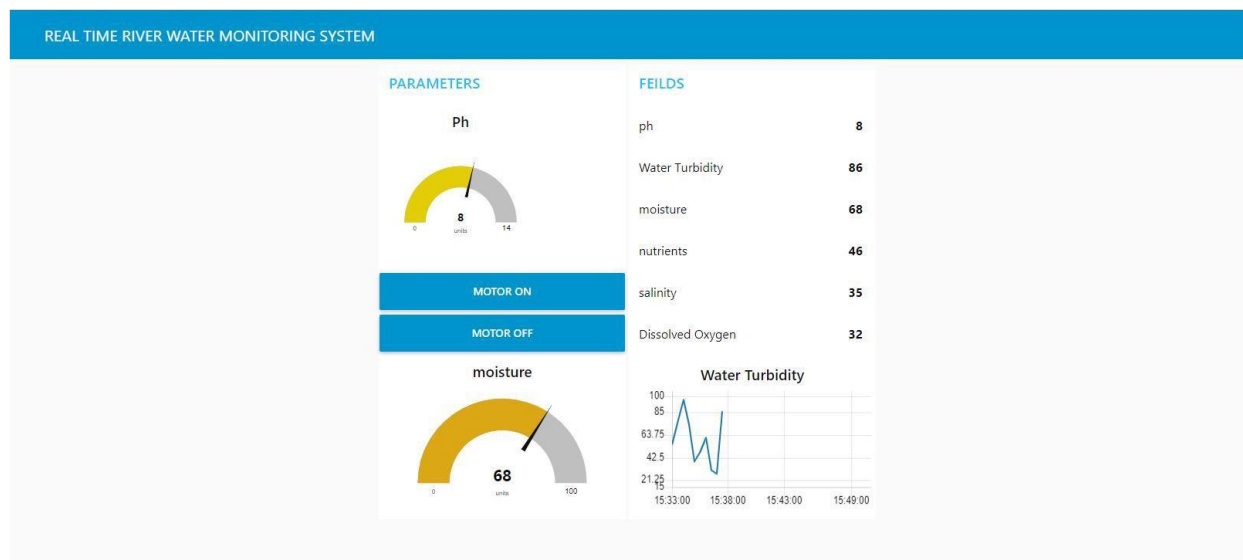 REAL TIME RIVER WATER MONITORING SYSTEM
PARAMETERS
Ph
8
units
0
14
MOTOR ON
MOTOR OFF
moisture
68
units
0
100
FEILDS
ph 8
Water Turbidity 86
moisture 68
nutrients 46
salinity 35
Dissolved Oxygen 32
Water Turbidity
100
85
63.75
42.5
21.25
15
15:33:00 15:38:00 15:43:00 15:49:00